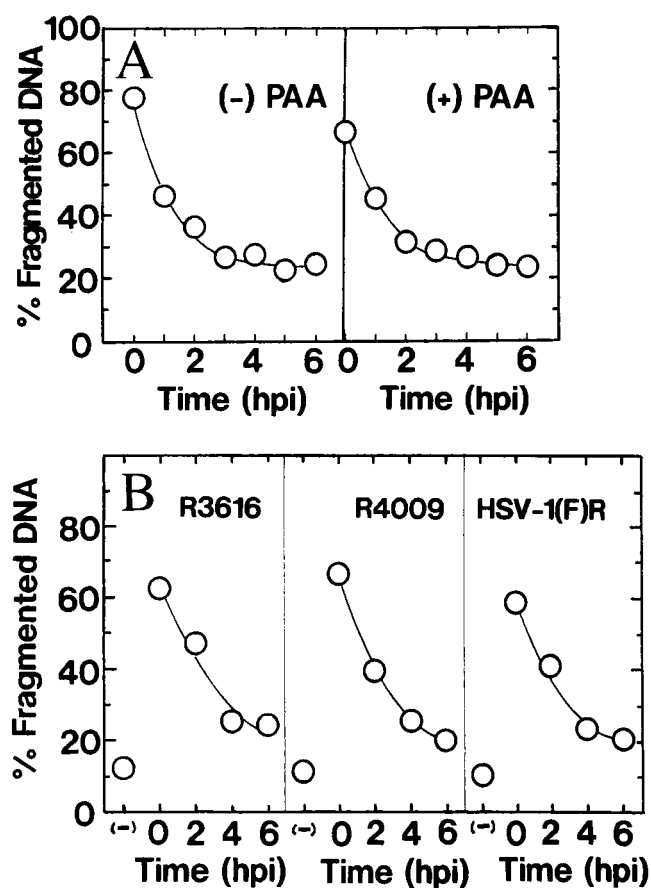 A
(-) PAA
(+) PAA
% Fragmented DNA
100
80
60
40
20
0
0 2 4 6
0 2 4 6
Time (hpi)
Time (hpi)
B
R3616
R4009
HSV-1(F)R
% Fragmented DNA
80
60
40
20
0
(-) 0 2 4 6
(-) 0 2 4 6
(-) 0 2 4 6
Time (hpi)
Time (hpi)
Time (hpi)